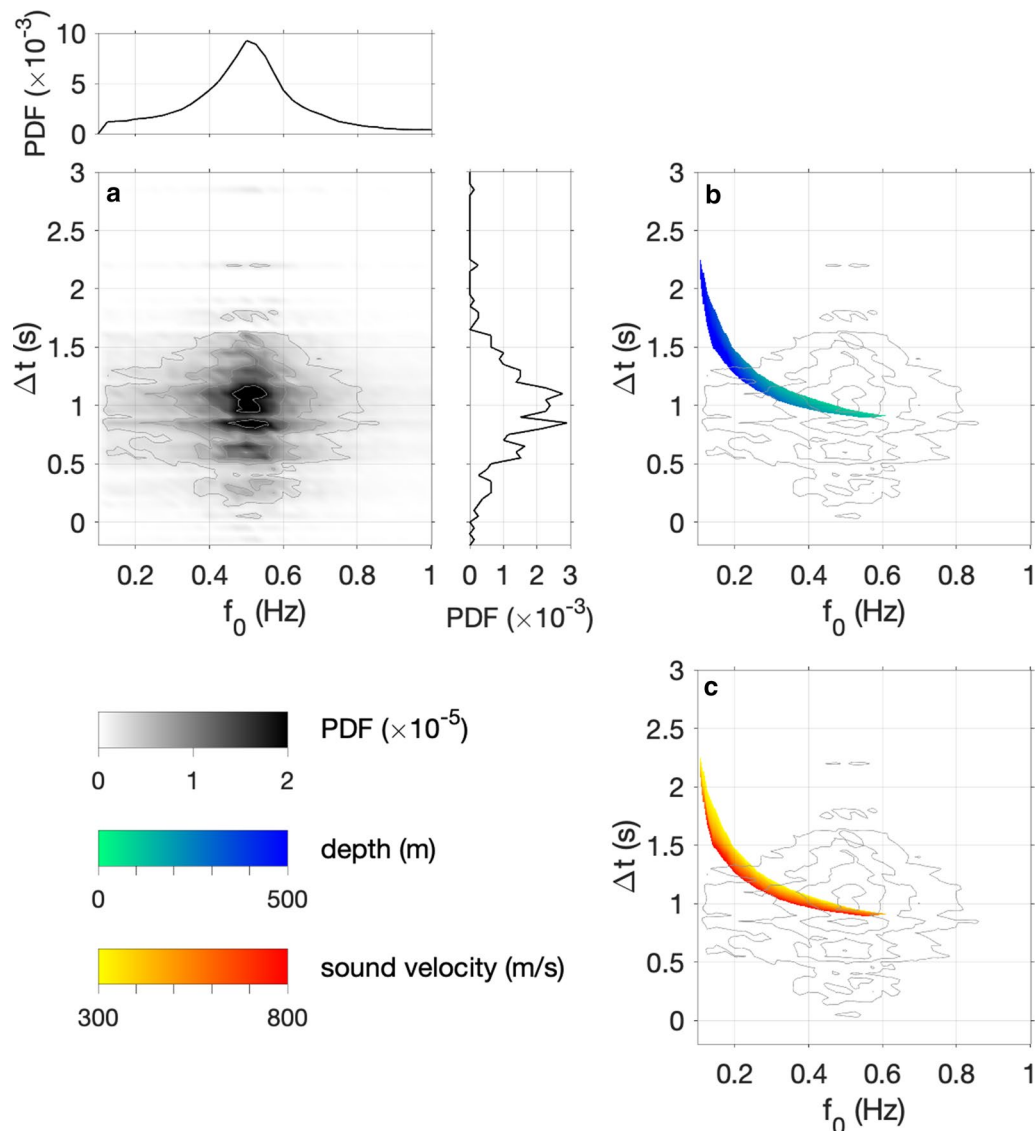 10
5
0
PDF (×10⁻³)
a
3
2.5
2
1.5
1
0.5
0
Δt (s)
0.2 0.4 0.6 0.8 1
f₀ (Hz)
0 1 2 3
PDF (×10⁻³)
b
3
2.5
2
1.5
1
0.5
0
Δt (s)
0.2 0.4 0.6 0.8 1
f₀ (Hz)
PDF (×10⁻⁵)
0 1 2
depth (m)
0 500
sound velocity (m/s)
300 800
c
3
2.5
2
1.5
1
0.5
0
Δt (s)
0.2 0.4 0.6 0.8 1
f₀ (Hz)